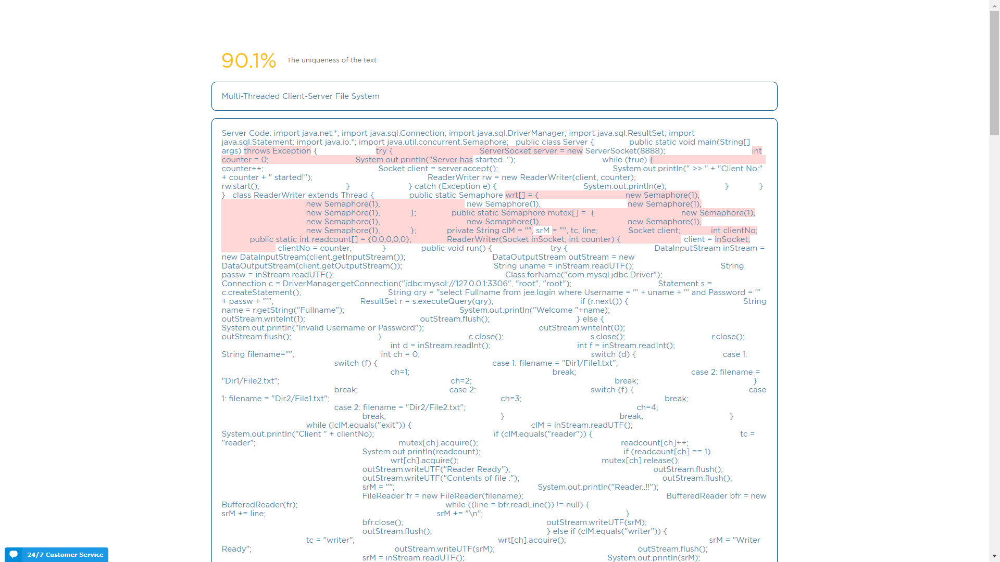 90.1% The uniqueness of the text
Multi-Threaded Client-Server File System
Server Code: import java.net.*; import java.sql.Connection; import java.sql.DriverManager; import java.sql.ResultSet; import
java.sql.Statement; import java.io.*; import java.util.concurrent.Semaphore; public class Server { public static void main(String[]
args) throws Exception { try { ServerSocket server = new ServerSocket(8888); int
counter = 0; System.out.println("Server has started.."); while (true) {
counter++; Socket client = server.accept(); System.out.println(" >> " + "Client No:"
+ counter + " started!"); ReaderWriter rw = new ReaderWriter(client, counter);
rw.start(); } } catch (Exception e) { System.out.println(e); } }
} class ReaderWriter extends Thread { public static Semaphore wrt[] = { new Semaphore(1),
new Semaphore(1), new Semaphore(1), new Semaphore(1),
new Semaphore(1), }; public static Semaphore mutex[] = { new Semaphore(1),
new Semaphore(1), new Semaphore(1), new Semaphore(1),
new Semaphore(1), }; private String clM = "", srM = "", tc, line; Socket client; int clientNo;
public static int readcount[] = {0,0,0,0,0}; ReaderWriter(Socket inSocket, int counter) { client = inSocket;
clientNo = counter; } public void run() { try { DataInputStream inStream =
new DataInputStream(client.getInputStream()); DataOutputStream outStream = new
DataOutputStream(client.getOutputStream()); String uname = inStream.readUTF(); String
passw = inStream.readUTF(); Class.forName("com.mysql.jdbc.Driver");
Connection c = DriverManager.getConnection("jdbc:mysql://127.0.0.1:3306", "root", "root"); Statement s =
c.createStatement(); String qry = "select Fullname from jee.login where Username = '" + uname + "' and Password = '"
+ passw + "'"; ResultSet r = s.executeQuery(qry); if (r.next()) { String
name = r.getString("Fullname"); System.out.println("Welcome "+name);
outStream.writeInt(1); outStream.flush(); } else {
System.out.println("Invalid Username or Password"); outStream.writeInt(0);
outStream.flush(); } c.close(); s.close(); r.close();
int d = inStream.readInt(); int f = inStream.readInt();
String filename=""; int ch = 0; switch (d) { case 1:
switch (f) { case 1: filename = "Dir1/File1.txt";
ch=1; break; case 2: filename =
"Dir1/File2.txt"; ch=2; break; }
break; case 2: switch (f) { case
1: filename = "Dir2/File1.txt"; ch=3; break;
case 2: filename = "Dir2/File2.txt"; ch=4;
break; } break; }
while (!clM.equals("exit")) { clM = inStream.readUTF();
System.out.println("Client " + clientNo); if (clM.equals("reader")) { tc =
"reader"; mutex[ch].acquire(); readcount[ch]++;
System.out.println(readcount); if (readcount[ch] == 1)
wrt[ch].acquire(); mutex[ch].release();
outStream.writeUTF("Reader Ready"); outStream.flush();
outStream.writeUTF("Contents of file :"); outStream.flush();
srM = ""; System.out.println("Reader..!!");
FileReader fr = new FileReader(filename); BufferedReader bfr = new
BufferedReader(fr); while ((line = bfr.readLine()) != null) {
srM += line; srM += "\n"; }
bfr.close(); outStream.writeUTF(srM);
outStream.flush(); } else if (clM.equals("writer")) {
tc = "writer"; wrt[ch].acquire(); srM = "Writer
Ready"; outStream.writeUTF(srM); outStream.flush();
srM = inStream.readUTF(); System.out.println(srM);
24/7 Customer Service